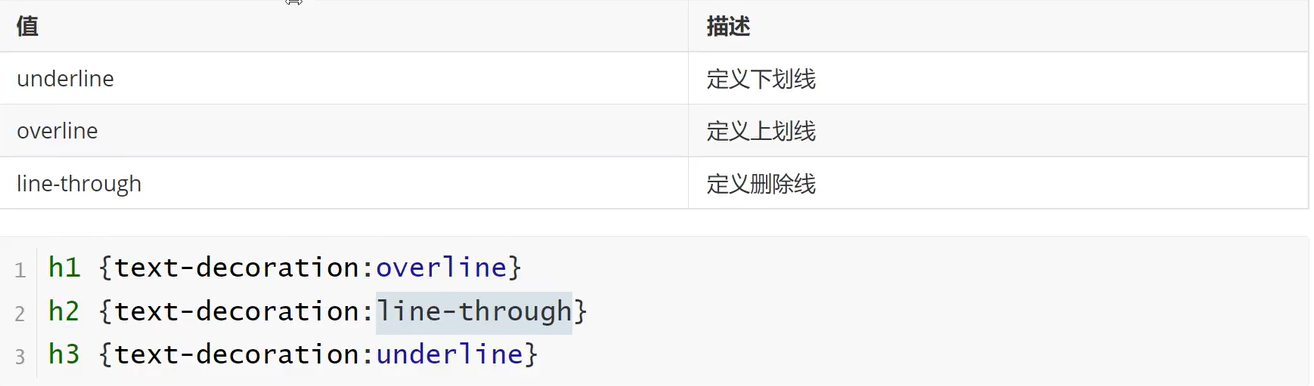 值 描述
underline 定义下划线
overline 定义上划线
line-through 定义删除线
1 h1 {text-decoration:overline}
2 h2 {text-decoration:line-through}
3 h3 {text-decoration:underline}